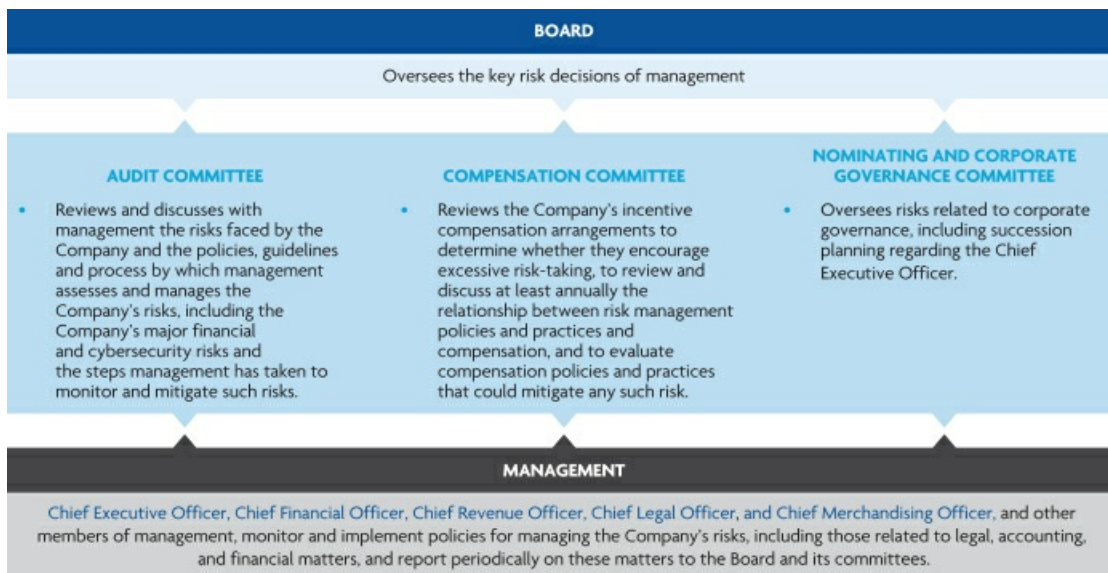 BOARD
Oversees the key risk decisions of management
AUDIT COMMITTEE
• Reviews and discusses with
management the risks faced by the
Company and the policies, guidelines
and process by which management
assesses and manages the
Company's risks, including the
Company's major financial
and cybersecurity risks and
the steps management has taken to
monitor and mitigate such risks.
COMPENSATION COMMITTEE
• Reviews the Company's incentive
compensation arrangements to
determine whether they encourage
excessive risk-taking, to review and
discuss at least annually the
relationship between risk management
policies and practices and
compensation, and to evaluate
compensation policies and practices
that could mitigate any such risk.
NOMINATING AND CORPORATE
GOVERNANCE COMMITTEE
• Oversees risks related to corporate
governance, including succession
planning regarding the Chief
Executive Officer.
MANAGEMENT
Chief Executive Officer, Chief Financial Officer, Chief Revenue Officer, Chief Legal Officer, and Chief Merchandising Officer, and other
members of management, monitor and implement policies for managing the Company's risks, including those related to legal, accounting,
and financial matters, and report periodically on these matters to the Board and its committees.